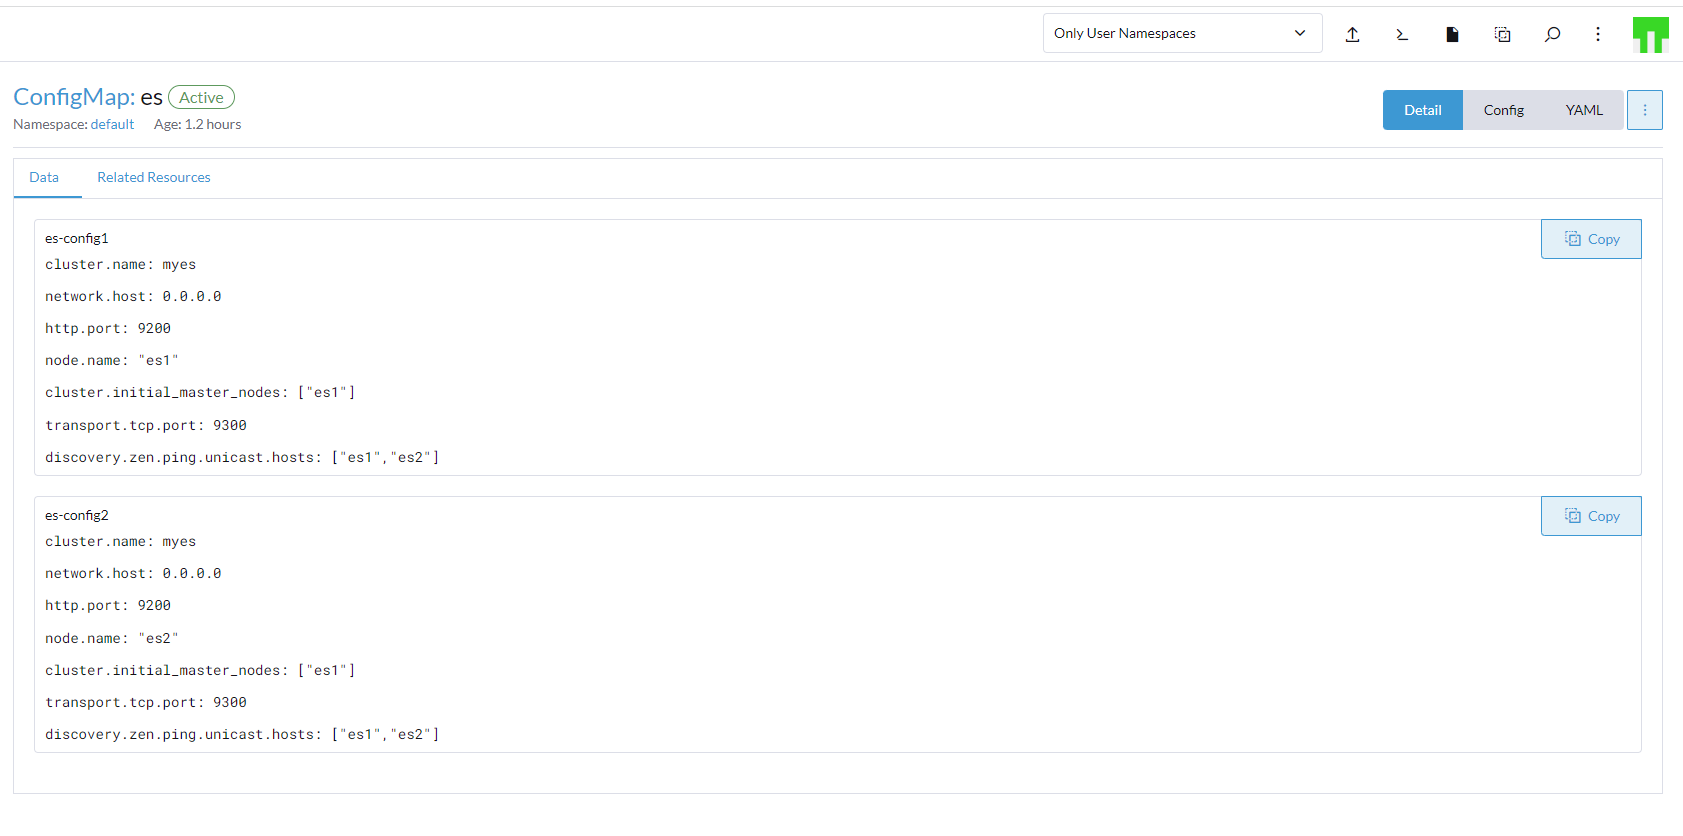 Only User Namespaces
ConfigMap: es Active
Namespace: default Age: 1.2 hours
Detail Config YAML
Data Related Resources
es-config1
Copy
cluster.name: myes
network.host: 0.0.0.0
http.port: 9200
node.name: "es1"
cluster.initial_master_nodes: ["es1"]
transport.tcp.port: 9300
discovery.zen.ping.unicast.hosts: ["es1","es2"]
es-config2
Copy
cluster.name: myes
network.host: 0.0.0.0
http.port: 9200
node.name: "es2"
cluster.initial_master_nodes: ["es1"]
transport.tcp.port: 9300
discovery.zen.ping.unicast.hosts: ["es1","es2"]